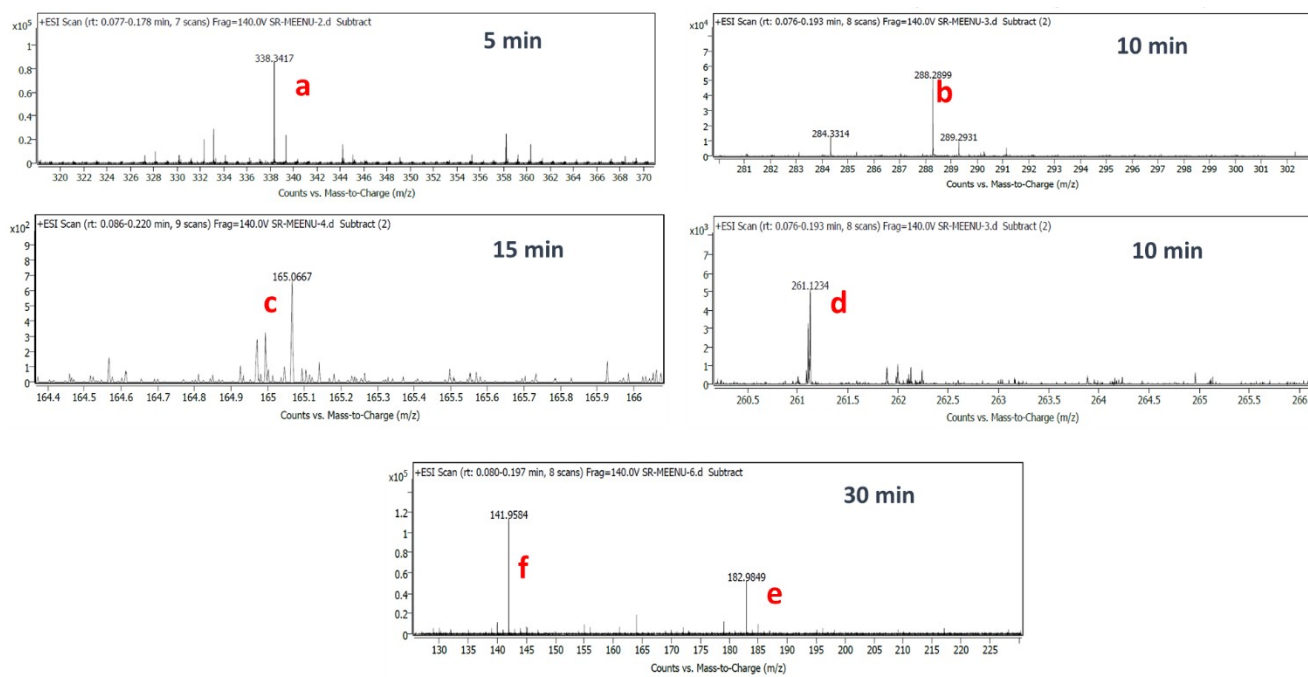 +ESI Scan (rt: 0.077-0.178 min, 7 scans) Frag=140.0V SR-MEENU-2.d Subtract
x10⁵
5 min
1
0.8
0.6
0.4
0.2
0
338.3417
a
320 322 324 326 328 330 332 334 336 338 340 342 344 346 348 350 352 354 356 358 360 362 364 366 368 370
Counts vs. Mass-to-Charge (m/z)
+ESI Scan (rt: 0.076-0.193 min, 8 scans) Frag=140.0V SR-MEENU-3.d Subtract (2)
x10⁴
10 min
8
7
6
5
4
3
2
1
0
288.2899
b
284.3314
289.2931
281 282 283 284 285 286 287 288 289 290 291 292 293 294 295 296 297 298 299 300 301 302
Counts vs. Mass-to-Charge (m/z)
+ESI Scan (rt: 0.086-0.220 min, 9 scans) Frag=140.0V SR-MEENU-4.d Subtract (2)
x10²
15 min
9
8
7
6
5
4
3
2
1
0
165.0667
c
164.4 164.5 164.6 164.7 164.8 164.9 165 165.1 165.2 165.3 165.4 165.5 165.6 165.7 165.8 165.9 166
Counts vs. Mass-to-Charge (m/z)
+ESI Scan (rt: 0.076-0.193 min, 8 scans) Frag=140.0V SR-MEENU-3.d Subtract (2)
x10³
10 min
7
6
5
4
3
2
1
0
261.1234
d
260.5 261 261.5 262 262.5 263 263.5 264 264.5 265 265.5 266
Counts vs. Mass-to-Charge (m/z)
+ESI Scan (rt: 0.080-0.197 min, 8 scans) Frag=140.0V SR-MEENU-6.d Subtract
x10⁵
30 min
1.2
1
0.8
0.6
0.4
0.2
0
141.9584
f
182.9849
e
130 135 140 145 150 155 160 165 170 175 180 185 190 195 200 205 210 215 220 225
Counts vs. Mass-to-Charge (m/z)